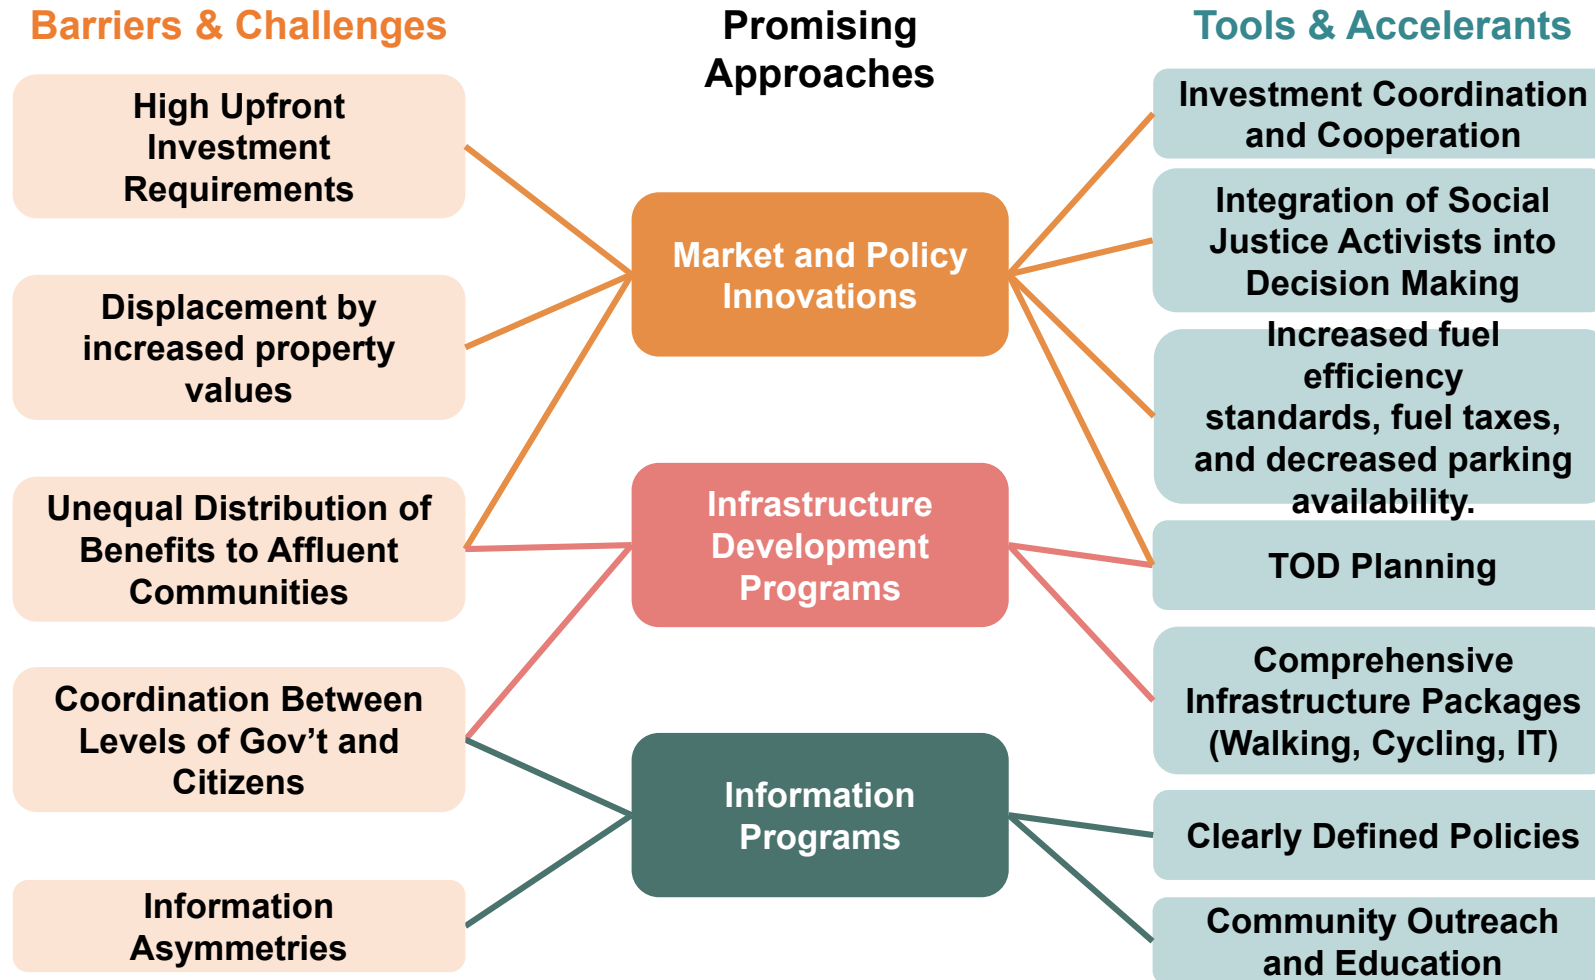 Barriers & Challenges
High Upfront
Investment
Requirements
Displacement by
increased property
values
Unequal Distribution of
Benefits to Affluent
Communities
Coordination Between
Levels of Gov't and
Citizens
Information
Asymmetries
Promising
Approaches
Market and Policy
Innovations
Infrastructure
Development
Programs
Information
Programs
Tools & Accelerants
Investment Coordination
and Cooperation
Integration of Social
Justice Activists into
Decision Making
Increased fuel
efficiency
standards, fuel taxes,
and decreased parking
availability.
TOD Planning
Comprehensive
Infrastructure Packages
(Walking, Cycling, IT)
Clearly Defined Policies
Community Outreach
and Education